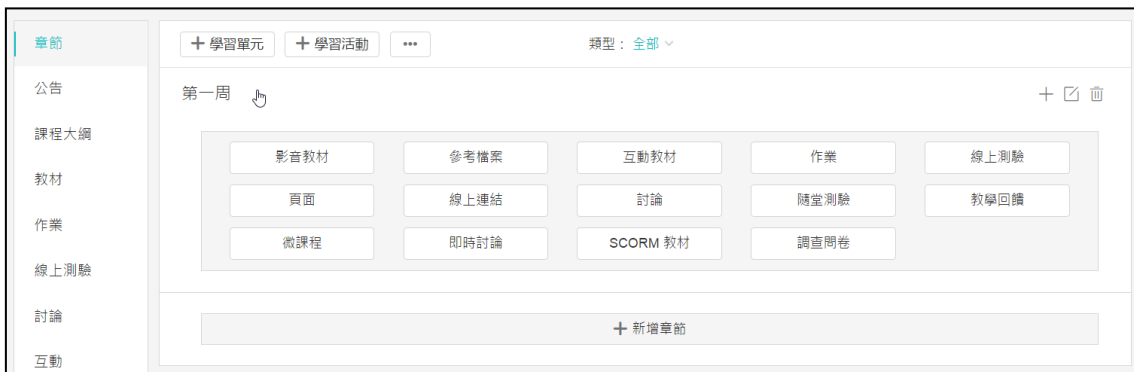 章節
公告
課程大綱
教材
作業
線上測驗
討論
互動
+ 學習單元 + 學習活動 ••• 類型： 全部
第一周
影音教材 參考檔案 互動教材 作業 線上測驗
頁面 線上連結 討論 隨堂測驗 教學回饋
微課程 即時討論 SCORM 教材 調查問卷
+ 新增章節